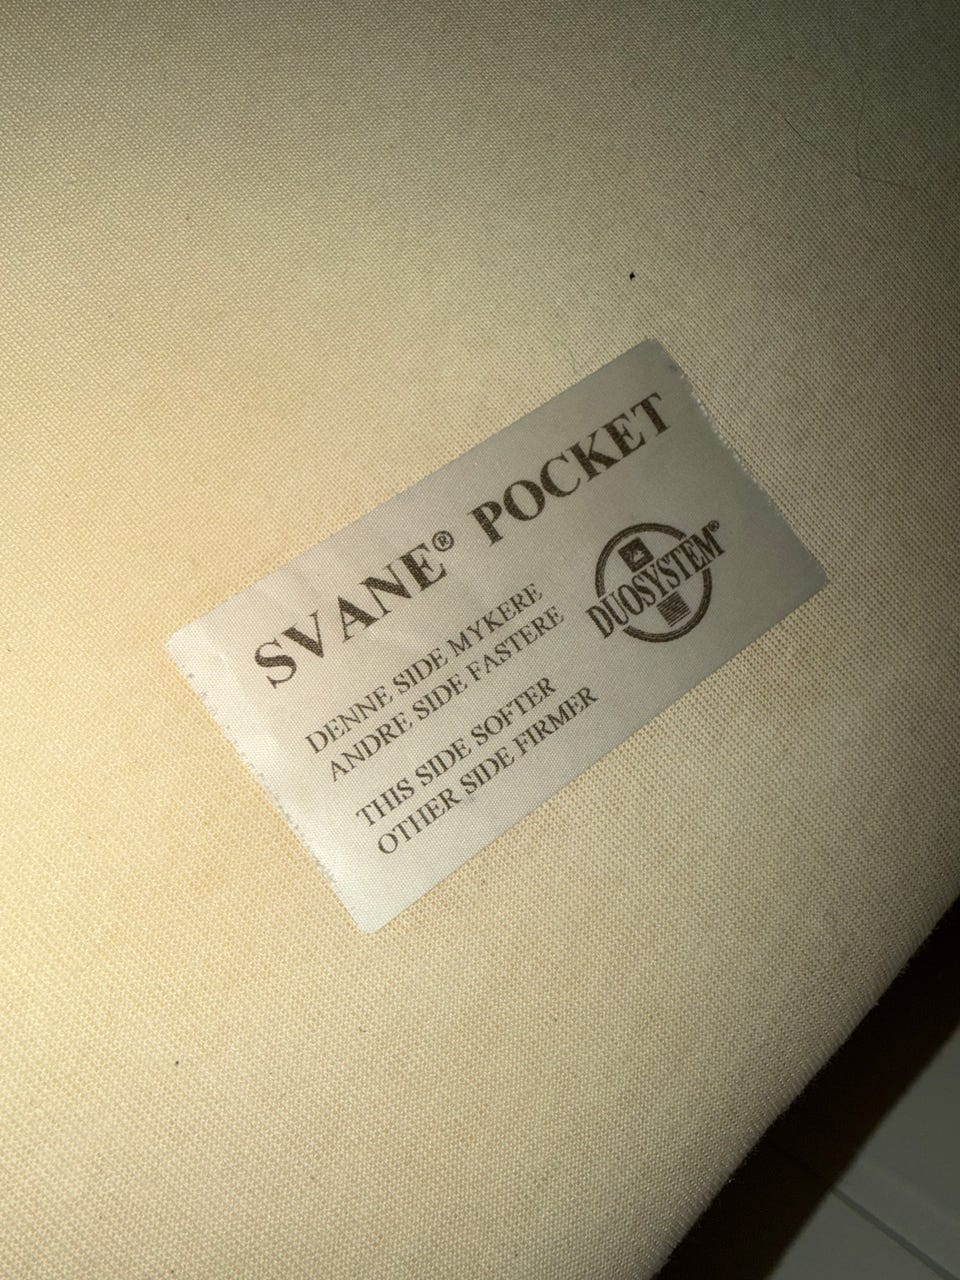 SVANE® POCKET
DENNE SIDE MYKERE
ANDRE SIDE FASTERE
THIS SIDE SOFTER
OTHER SIDE FIRMER
DUOSYSTEM®